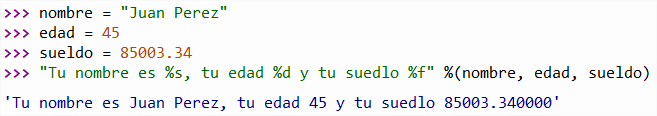 >>> nombre = "Juan Perez"
>>> edad = 45
>>> sueldo = 85003.34
>>> "Tu nombre es %s, tu edad %d y tu suedlo %f" %(nombre, edad, sueldo)
'Tu nombre es Juan Perez, tu edad 45 y tu suedlo 85003.340000'